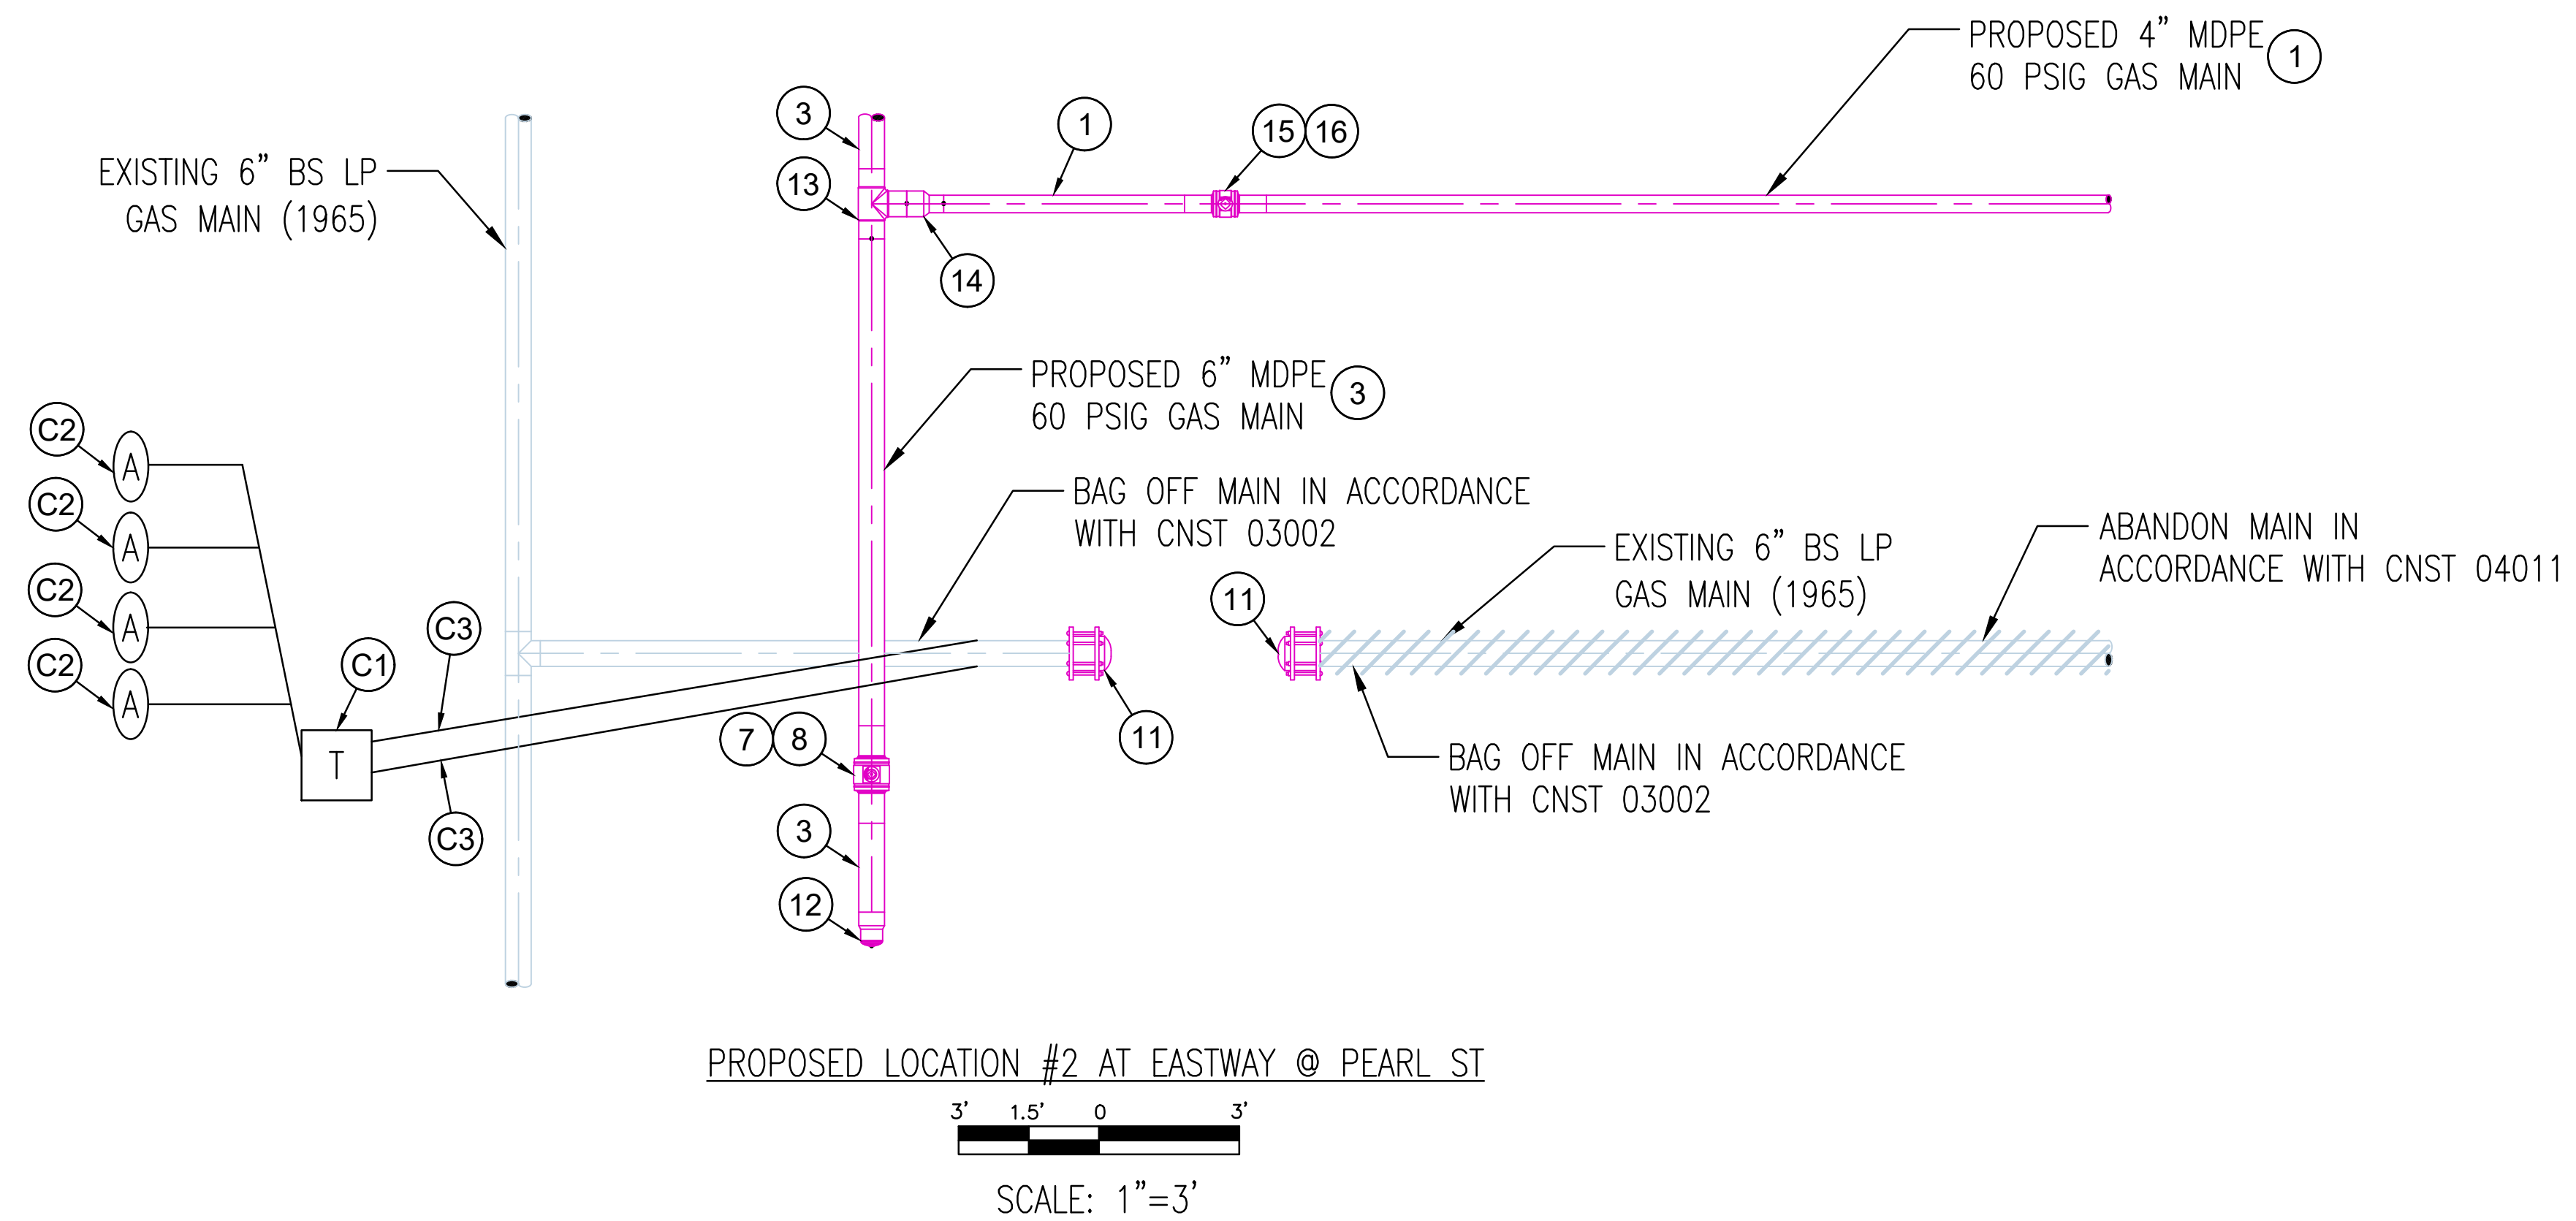 PROPOSED 4” MDPE
60 PSIG GAS MAIN
1
3
1
15 16
EXISTING 6” BS LP
GAS MAIN (1965)
13
14
PROPOSED 6” MDPE
60 PSIG GAS MAIN
3
C2
A
C2
A
C2
A
C2
A
BAG OFF MAIN IN ACCORDANCE
WITH CNST 03002
EXISTING 6” BS LP
GAS MAIN (1965)
ABANDON MAIN IN
ACCORDANCE WITH CNST 04011
11
C3
C1
T
C3
7 8
11
BAG OFF MAIN IN ACCORDANCE
WITH CNST 03002
3
12
PROPOSED LOCATION #2 AT EASTWAY @ PEARL ST
3’ 1.5’ 0 3’
SCALE: 1”=3’